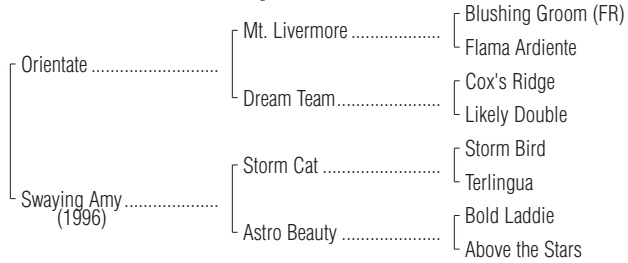 Blushing Groom (FR)
Mt. Livermore ...................
Flama Ardiente
Orientate ...........................
Cox's Ridge
Dream Team......................
Likely Double
Storm Bird
Storm Cat .........................
Terlingua
Swaying Amy ....................
(1996)
Bold Laddie
Astro Beauty .....................
Above the Stars